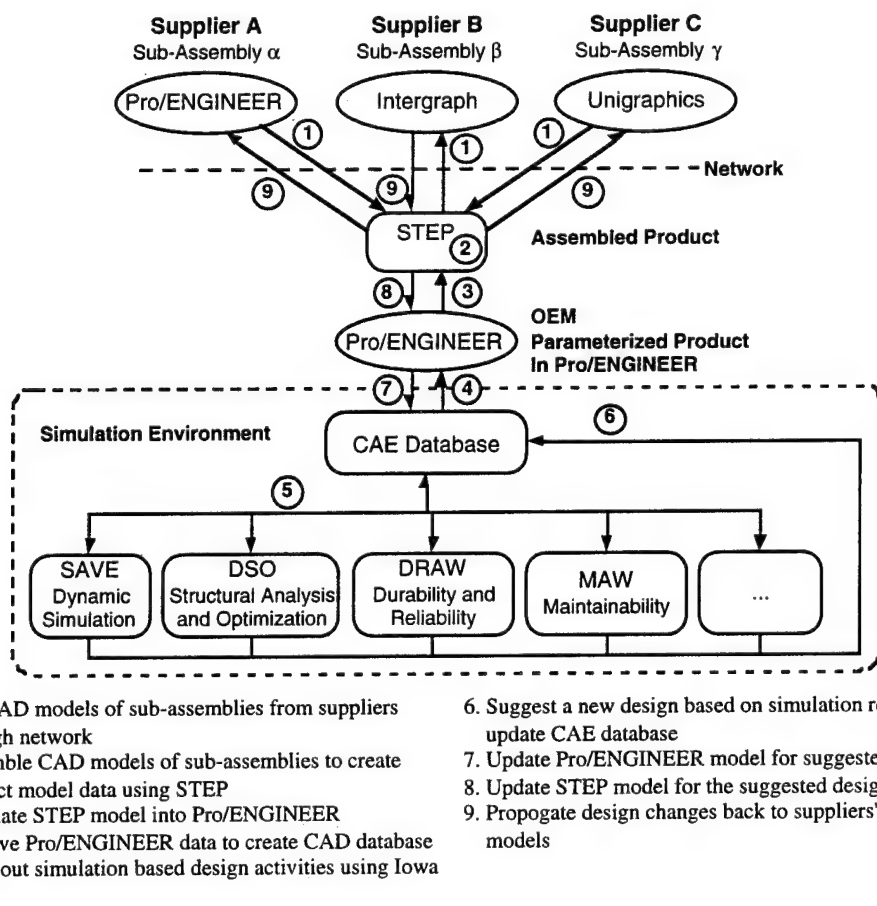 Supplier A
Sub-Assembly α
Supplier B
Sub-Assembly β
Supplier C
Sub-Assembly γ
Pro/ENGINEER
Intergraph
Unigraphics
1
1
1
Network
9
9
9
STEP
2
Assembled Product
8
3
Pro/ENGINEER
OEM
Parameterized Product
In Pro/ENGINEER
7
4
Simulation Environment
CAE Database
6
5
SAVE
Dynamic
Simulation
DSO
Structural Analysis
and Optimization
DRAW
Durability and
Reliability
MAW
Maintainability
...
AD models of sub-assemblies from suppliers
gh network
mble CAD models of sub-assemblies to create
ct model data using STEP
late STEP model into Pro/ENGINEER
ve Pro/ENGINEER data to create CAD database
out simulation based design activities using Iowa
6. Suggest a new design based on simulation re
update CAE database
7. Update Pro/ENGINEER model for suggeste
8. Update STEP model for the suggested desig
9. Propogate design changes back to suppliers'
models